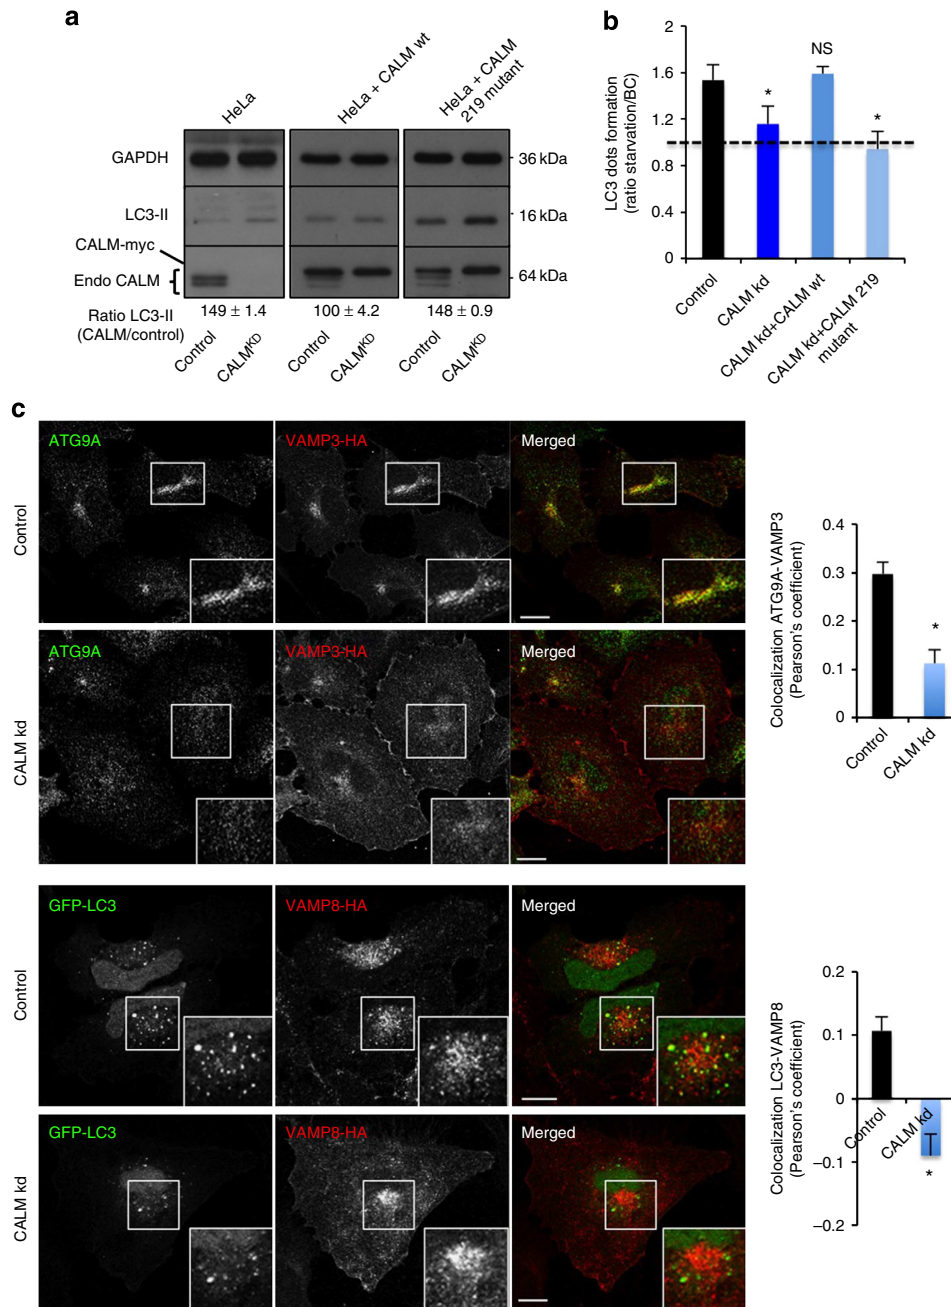 a
HeLa
HeLa + CALM wt
HeLa + CALM
219 mutant
GAPDH
36 kDa
LC3-II
16 kDa
CALM-myc
Endo CALM
64 kDa
Ratio LC3-II
(CALM/control)
149 ± 1.4
100 ± 4.2
148 ± 0.9
Control
CALMKD
Control
CALMKD
Control
CALMKD
b
LC3 dots formation
(ratio starvation/BC)
2
1.6
1.2
0.8
0.4
0
*
NS
*
Control
CALM kd
CALM kd+CALM wt
CALM kd+CALM 219
mutant
c
Control
ATG9A
VAMP3-HA
Merged
CALM kd
ATG9A
VAMP3-HA
Merged
Colocalization ATG9A-VAMP3
(Pearson's coefficient)
0.4
0.3
0.2
0.1
0
*
Control
CALM kd
Control
GFP-LC3
VAMP8-HA
Merged
CALM kd
GFP-LC3
VAMP8-HA
Merged
Colocalization LC3-VAMP8
(Pearson's coefficient)
0.2
0.1
0
–0.1
–0.2
Control
CALM kd
*